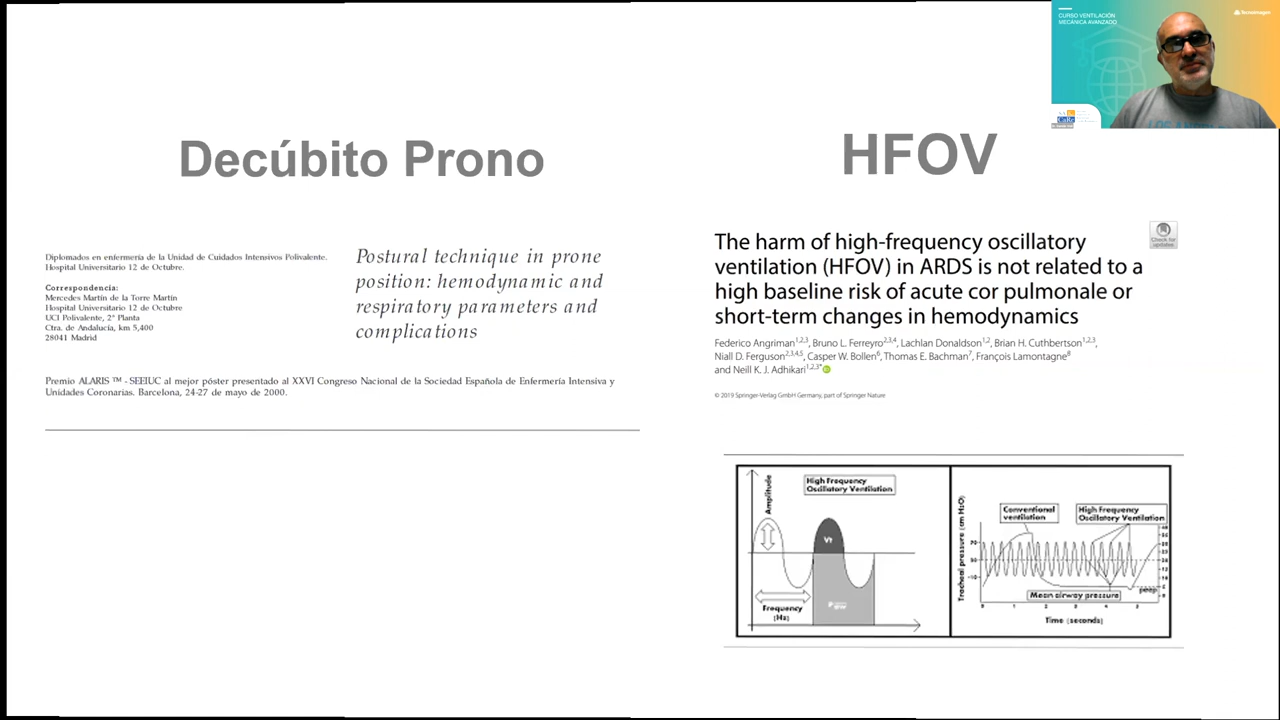 CURSO VENTILACIÓN
MECÁNICA AVANZADO
Decúbito Prono
HFOV
Diplomados en enfermería de la Unidad de Cuidados Intensivos Polivalente.
Hospital Universitario 12 de Octubre.
Correspondencia:
Mercedes Martín de la Torre Martín
Hospital Universitario 12 de Octubre
UCI Polivalente, 2ª Planta
Ctra. de Andalucía, km 5,400
28041 Madrid
Postural technique in prone
position: hemodynamic and
respiratory parameters and
complications
Premio ALARIS ™ - SEEIUC al mejor póster presentado al XXVI Congreso Nacional de la Sociedad Española de Enfermería Intensiva y
Unidades Coronarias. Barcelona, 24-27 de mayo de 2000.
Check for
updates
The harm of high-frequency oscillatory
ventilation (HFOV) in ARDS is not related to a
high baseline risk of acute cor pulmonale or
short-term changes in hemodynamics
Federico Angriman1,2,3, Bruno L. Ferreyro2,3,4, Lachlan Donaldson1,2, Brian H. Cuthbertson1,2,3,
Niall D. Ferguson2,3,4,5, Casper W. Bollen6, Thomas E. Bachman7, François Lamontagne8
and Neill K. J. Adhikari1,2,3*
© 2019 Springer-Verlag GmbH Germany, part of Springer Nature
Amplitude
High Frequency
Oscillatory Ventilation
Vt
Frequency
(Hz)
Tracheal pressure (cm H2O)
Conventional
ventilation
High Frequency
Oscillatory Ventilation
Mean airway pressure
peep
Time (seconds)